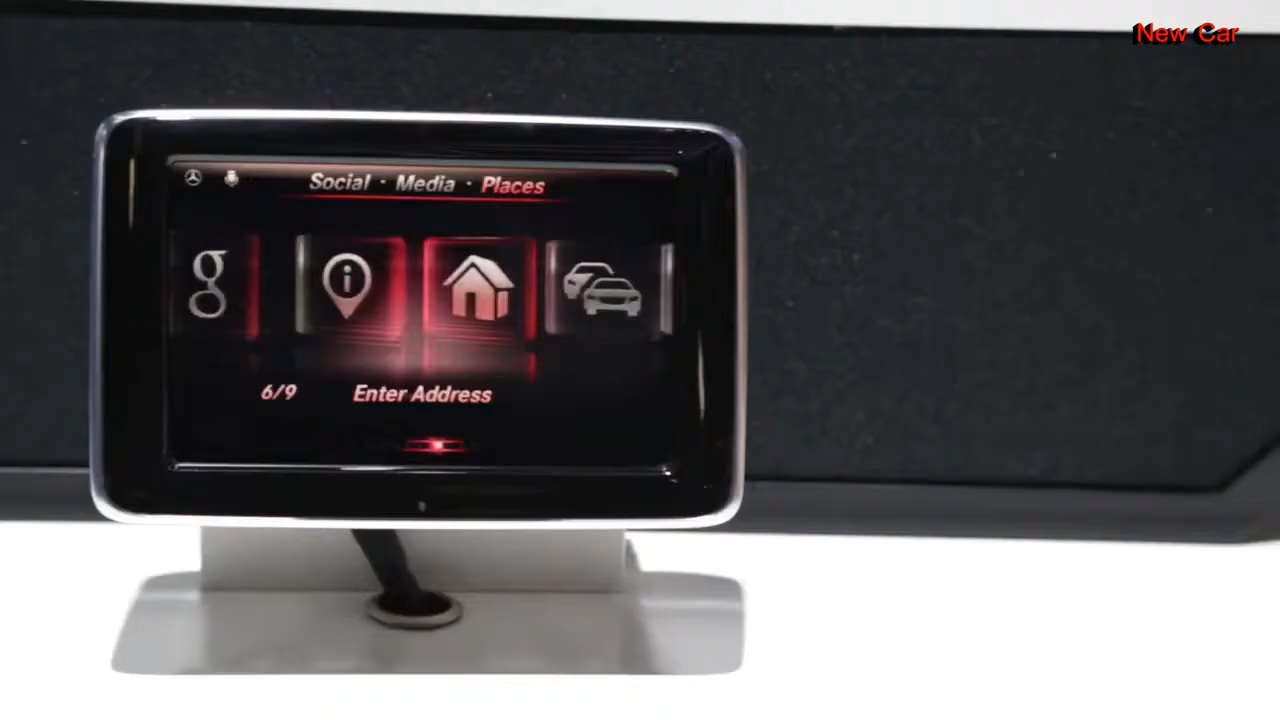 New Car
Social · Media · Places
g
i
6/9 Enter Address